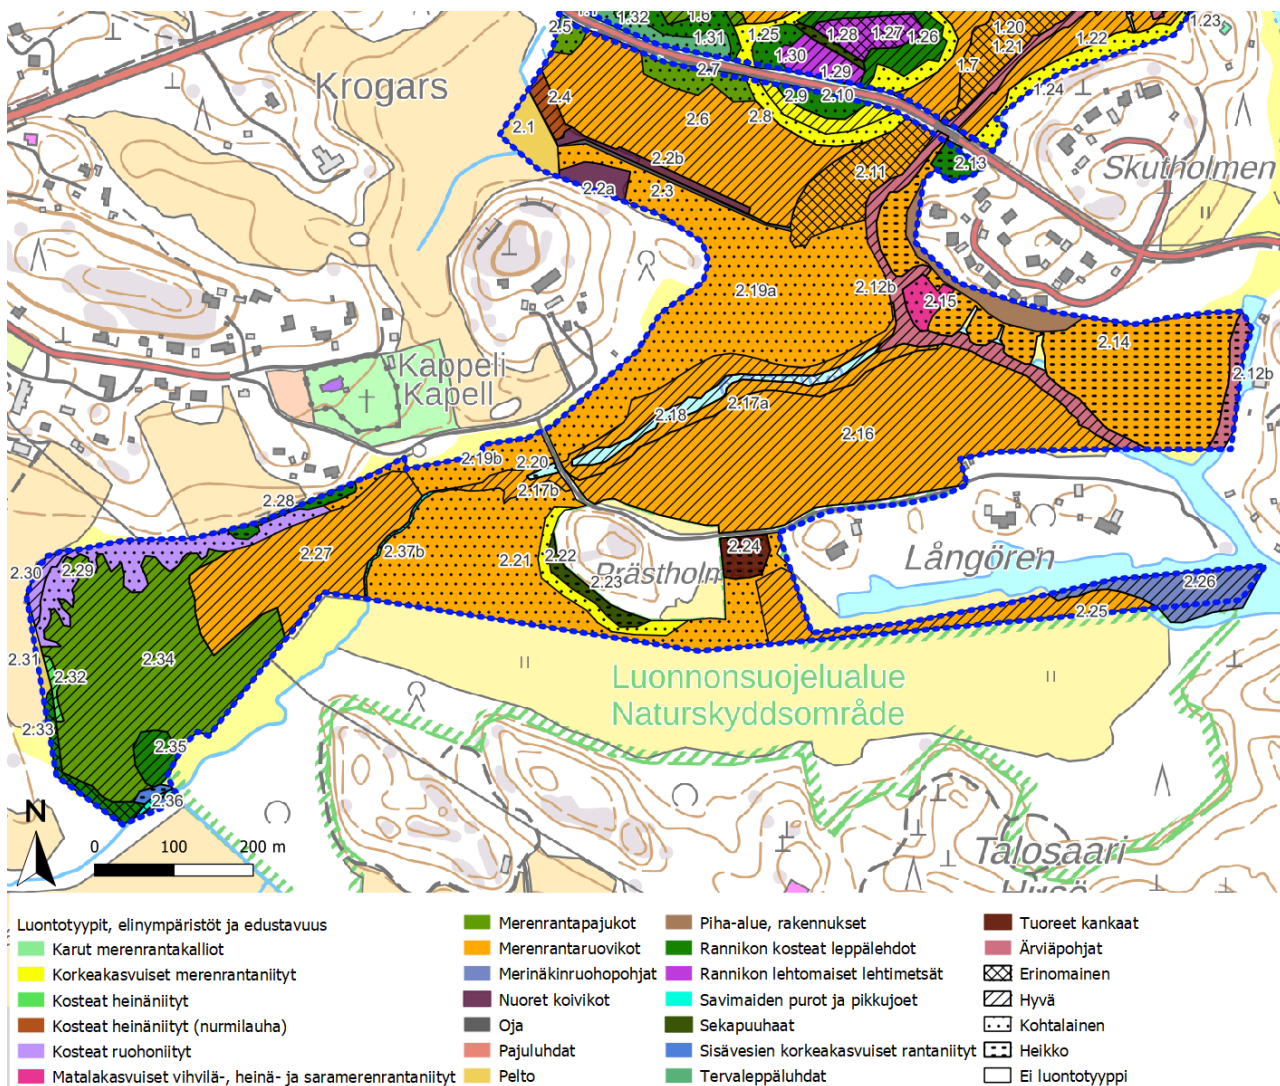 1.32
1.6
1.20
1.23
2.5
1.31
1.25
1.28
1.27
1.26
1.21
1.22
1.30
1.7
2.7
1.29
Krogars
2.4
2.9
2.10
1.24
2.1
2.6
2.8
2.2b
2.11
2.13
Skutholmen
2.2a
2.3
2.19a
2.12b
2.15
2.14
Kappeli
Kapell
2.12b
2.18
2.17a
2.16
2.19b
2.20
2.17b
2.28
2.27
2.37b
2.21
2.22
2.24
Långören
2.30
2.29
2.23
Prästholm
2.26
2.25
2.31
2.34
2.32
Luonnonsuojelualue
Naturskyddsområde
2.33
2.35
2.36
N
0 100 200 m
Talosaari
Husö
Luontotyypit, elinympäristöt ja edustavuus
Karut merenrantakalliot
Korkeakasvuiset merenrantaniityt
Kosteat heinäniityt
Kosteat heinäniityt (nurmilauha)
Kosteat ruohoniityt
Matalakasvuiset vihvilä-, heinä- ja saramerenrantaniityt
Merenrantapajukot
Merenrantaruovikot
Merinäkinruohopohjat
Nuoret koivikot
Oja
Pajuluhdat
Pelto
Piha-alue, rakennukset
Rannikon kosteat leppälehdot
Rannikon lehtomaiset lehtimetsät
Savimaiden purot ja pikkujoet
Sekapuuhaat
Sisävesien korkeakasvuiset rantaniityt
Tervaleppäluhdat
Tuoreet kankaat
Ärviäpohjat
Erinomainen
Hyvä
Kohtalainen
Heikko
Ei luontotyyppi